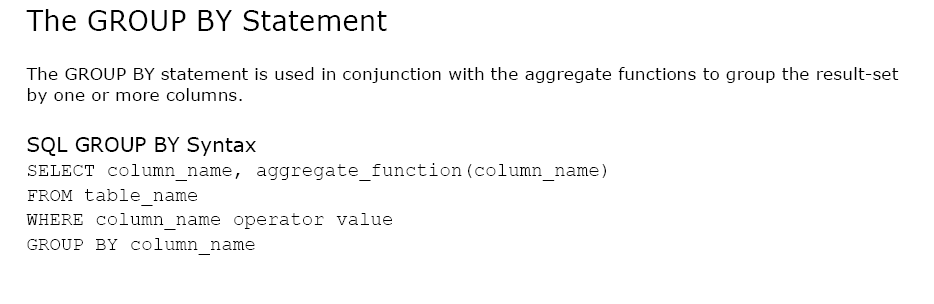 The GROUP BY Statement
The GROUP BY statement is used in conjunction with the aggregate functions to group the result-set
by one or more columns.
SQL GROUP BY Syntax
SELECT column_name, aggregate_function(column_name)
FROM table_name
WHERE column_name operator value
GROUP BY column_name